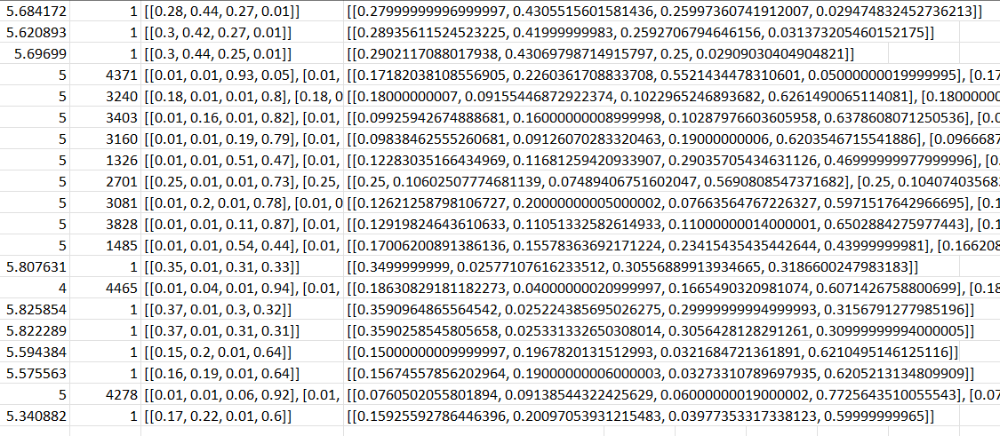 5.684172 1 [[0.28, 0.44, 0.27, 0.01]] [[0.27999999996999997, 0.4305515601581436, 0.25997360741912007, 0.029474832452736213]]
5.620893 1 [[0.3, 0.42, 0.27, 0.01]] [[0.28935611524523225, 0.41999999983, 0.2592706794646156, 0.031373205460152175]]
5.69699 1 [[0.3, 0.44, 0.25, 0.01]] [[0.2902117088017938, 0.43069798714915797, 0.25, 0.02909030404904821]]
5 4371 [[0.01, 0.01, 0.93, 0.05], [0.01, [[0.17182038108556905, 0.2260361708833708, 0.5521434478310601, 0.05000000019999995], [0.17
5 3240 [[0.18, 0.01, 0.01, 0.8], [0.18, 0 [[0.18000000007, 0.09155446872922374, 0.1022965246893682, 0.6261490065114081], [0.18000000
5 3403 [[0.01, 0.16, 0.01, 0.82], [0.01, [[0.09925942674888681, 0.16000000008999998, 0.10287976603605958, 0.6378608071250536], [0.0
5 3160 [[0.01, 0.01, 0.19, 0.79], [0.01, [[0.09838462555260681, 0.09126070283320463, 0.19000000006, 0.6203546715541886], [0.0966687
5 1326 [[0.01, 0.01, 0.51, 0.47], [0.01, [[0.12283035166434969, 0.11681259420933907, 0.29035705434631126, 0.46999999977999996], [0.
5 2701 [[0.25, 0.01, 0.01, 0.73], [0.25, [[0.25, 0.10602507774681139, 0.07489406751602047, 0.5690808547371682], [0.25, 0.104074035683
5 3081 [[0.01, 0.2, 0.01, 0.78], [0.01, 0 [[0.12621258798106727, 0.20000000005000002, 0.07663564767226327, 0.5971517642966695], [0.1
5 3828 [[0.01, 0.01, 0.11, 0.87], [0.01, [[0.12919824643610633, 0.11051332582614933, 0.11000000014000001, 0.6502884275977443], [0.1
5 1485 [[0.01, 0.01, 0.54, 0.44], [0.01, [[0.17006200891386136, 0.15578363692171224, 0.23415435435442644, 0.43999999981], [0.166208
5.807631 1 [[0.35, 0.01, 0.31, 0.33]] [[0.3499999999, 0.02577107616233512, 0.30556889913934665, 0.3186600247983183]]
4 4465 [[0.01, 0.04, 0.01, 0.94], [0.01, [[0.18630829181182273, 0.04000000020999997, 0.1665490320981074, 0.6071426758800699], [0.18
5.825854 1 [[0.37, 0.01, 0.3, 0.32]] [[0.3590964865564542, 0.025224385695026275, 0.29999999994999993, 0.3156791277985196]]
5.822289 1 [[0.37, 0.01, 0.31, 0.31]] [[0.3590258545805658, 0.025331332650308014, 0.3056428128291261, 0.30999999994000005]]
5.594384 1 [[0.15, 0.2, 0.01, 0.64]] [[0.15000000009999997, 0.1967820131512993, 0.0321684721361891, 0.6210495146125116]]
5.575563 1 [[0.16, 0.19, 0.01, 0.64]] [[0.15674557856202964, 0.19000000006000003, 0.03273310789697935, 0.6205213134809909]]
5 4278 [[0.01, 0.01, 0.06, 0.92], [0.01, [[0.0760502055801894, 0.09138544322425629, 0.06000000019000002, 0.7725643510055543], [0.07
5.340882 1 [[0.17, 0.22, 0.01, 0.6]] [[0.15925592786446396, 0.20097053931215483, 0.03977353317338123, 0.59999999965]]